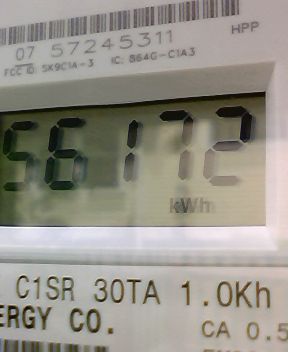 07 57245311
HPP
FCC ID: SK9C1A-3 IC: 864G-C1A3
56172
kWh
C1SR 30TA 1.0Kh
ERGY CO.
CA 0.5